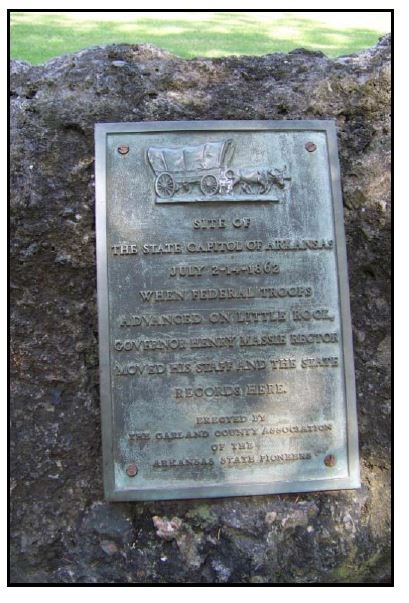 SITE OF
THE STATE CAPITOL OF ARKANSAS
JULY 2-14-1862
WHEN FEDERAL TROOPS
ADVANCED ON LITTLE ROCK,
GOVERNOR HENRY MASSIE RECTOR
MOVED HIS STAFF AND THE STATE
RECORDS HERE.
ERECTED BY
THE GARLAND COUNTY ASSOCIATION
OF THE
ARKANSAS STATE PIONEERS